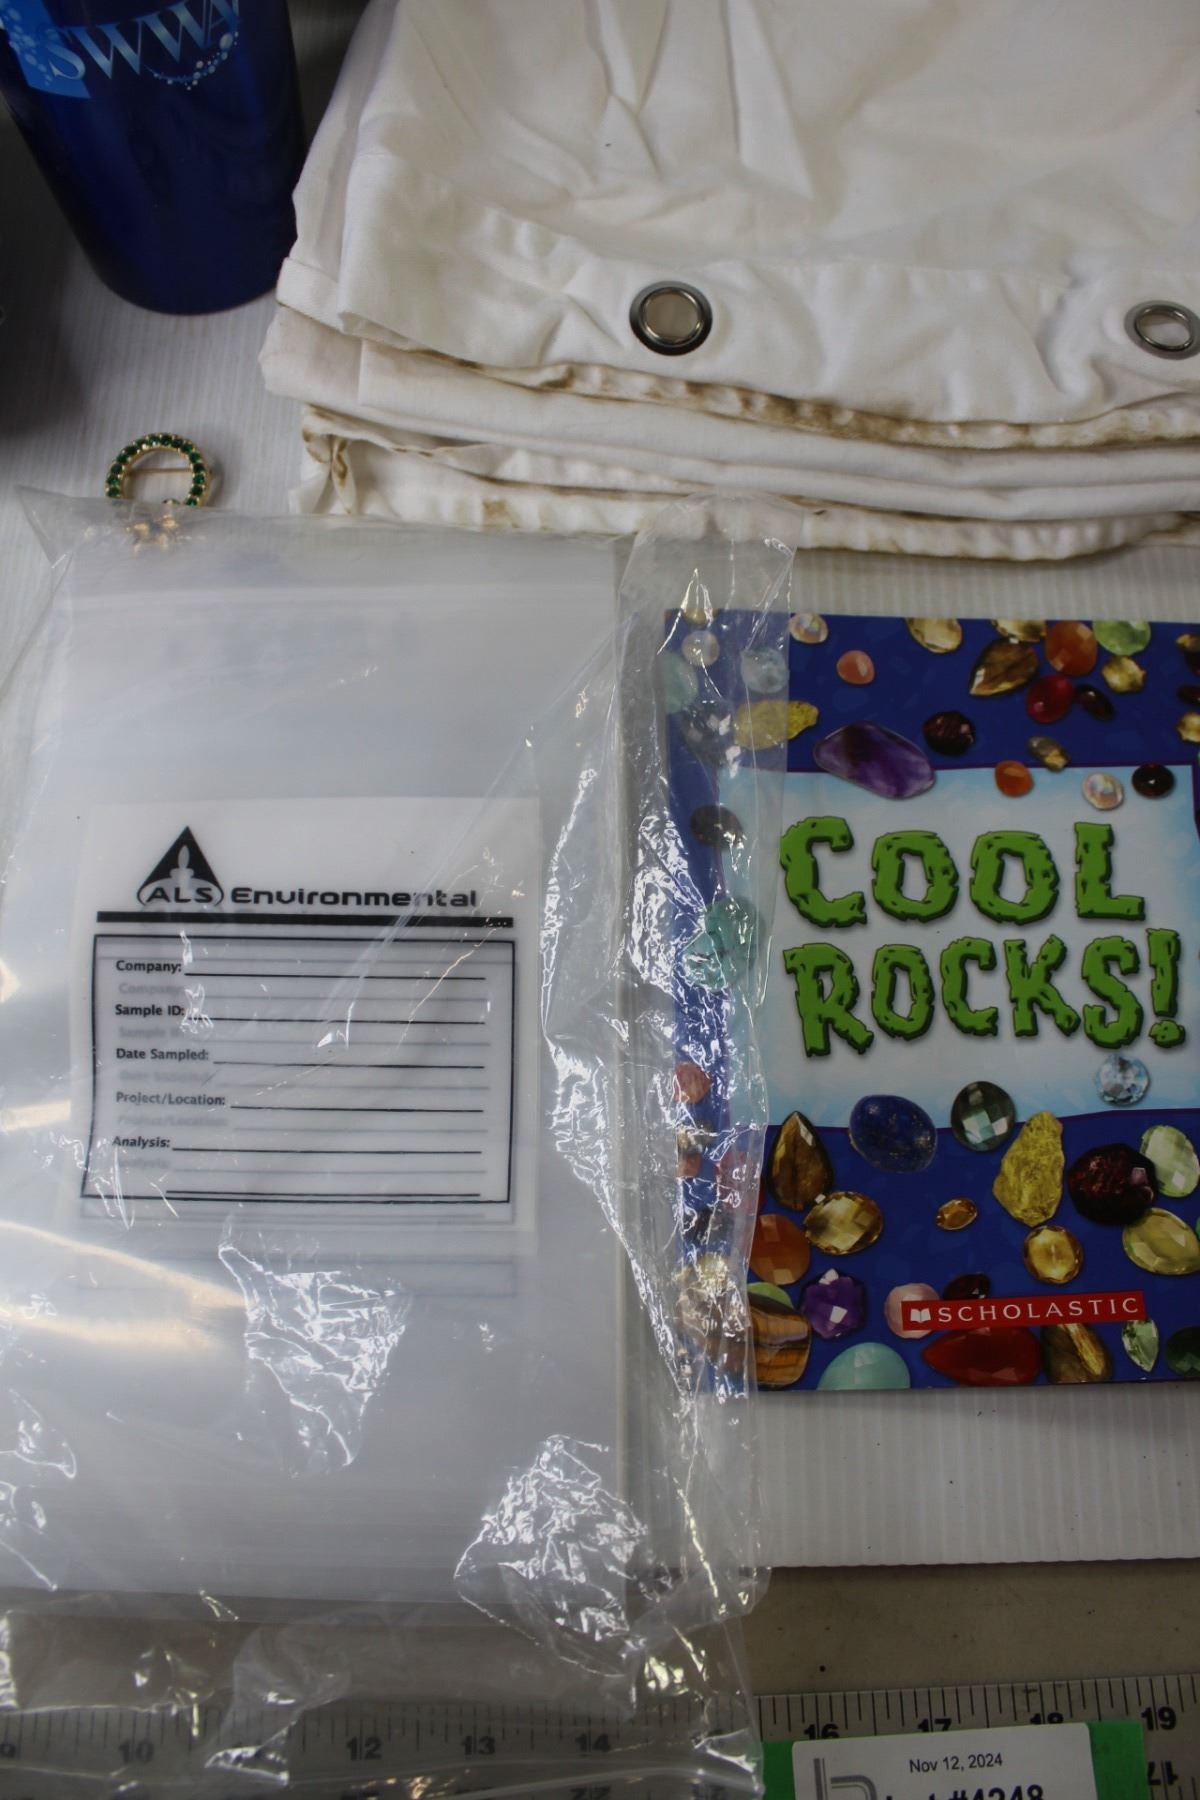 SWWA
ALS Environmental
Company:
Sample ID:
Date Sampled:
Project/Location:
Analysis:
COOL
ROCKS!
SCHOLASTIC
10
12
13
14
16
17
18
19
Nov 12, 2024